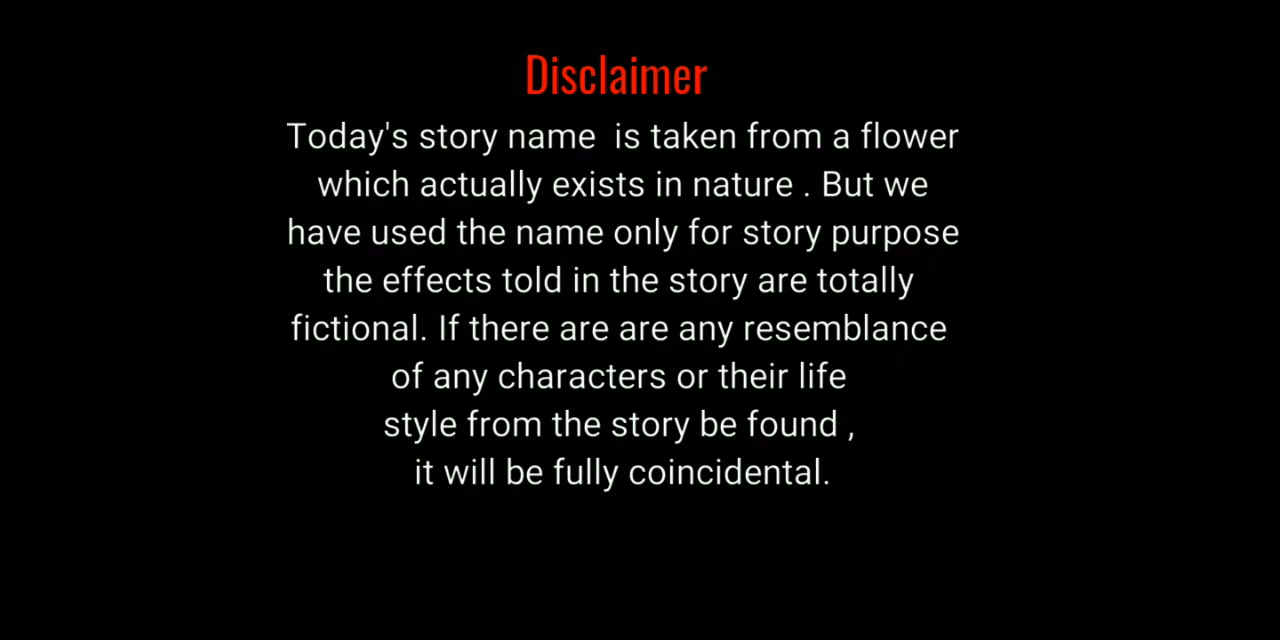 Disclaimer
Today's story name  is taken from a flower
which actually exists in nature . But we
have used the name only for story purpose
the effects told in the story are totally
fictional. If there are are any resemblance
of any characters or their life
style from the story be found ,
it will be fully coincidental.